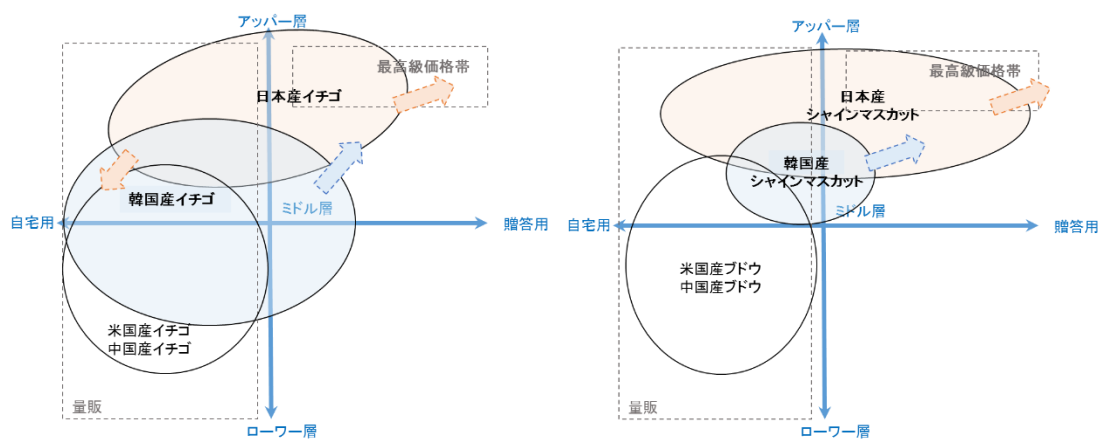 アッパー層
最高級価格帯
日本産イチゴ
韓国産イチゴ
ミドル層
自宅用
贈答用
米国産イチゴ
中国産イチゴ
量販
ローワー層
アッパー層
最高級価格帯
日本産
シャインマスカット
韓国産
シャインマスカット
ミドル層
自宅用
贈答用
米国産ブドウ
中国産ブドウ
量販
ローワー層